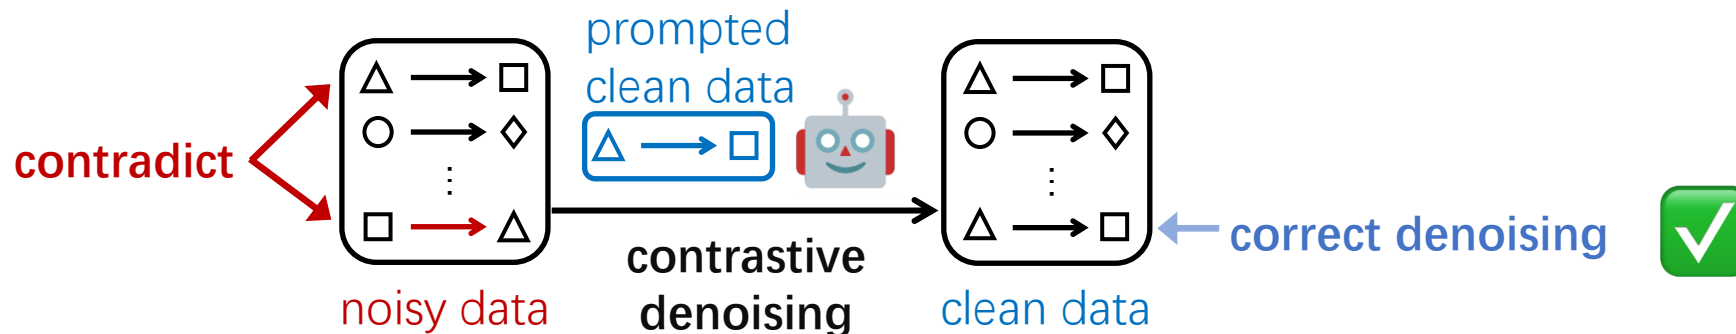 prompted
clean data
contradict
contrastive
denoising
correct denoising
noisy data
clean data